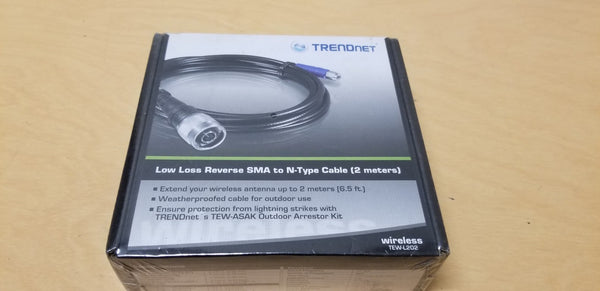 TRENDNET
Low Loss Reverse SMA to N-Type Cable (2 meters)
Extend your wireless antenna up to 2 meters (6.5 ft.)
Weatherproofed cable for outdoor use
Ensure protection from lightning strikes with
TRENDnet's TEW-ASAK Outdoor Arrestor Kit
wireless
wireless
TEW-L202